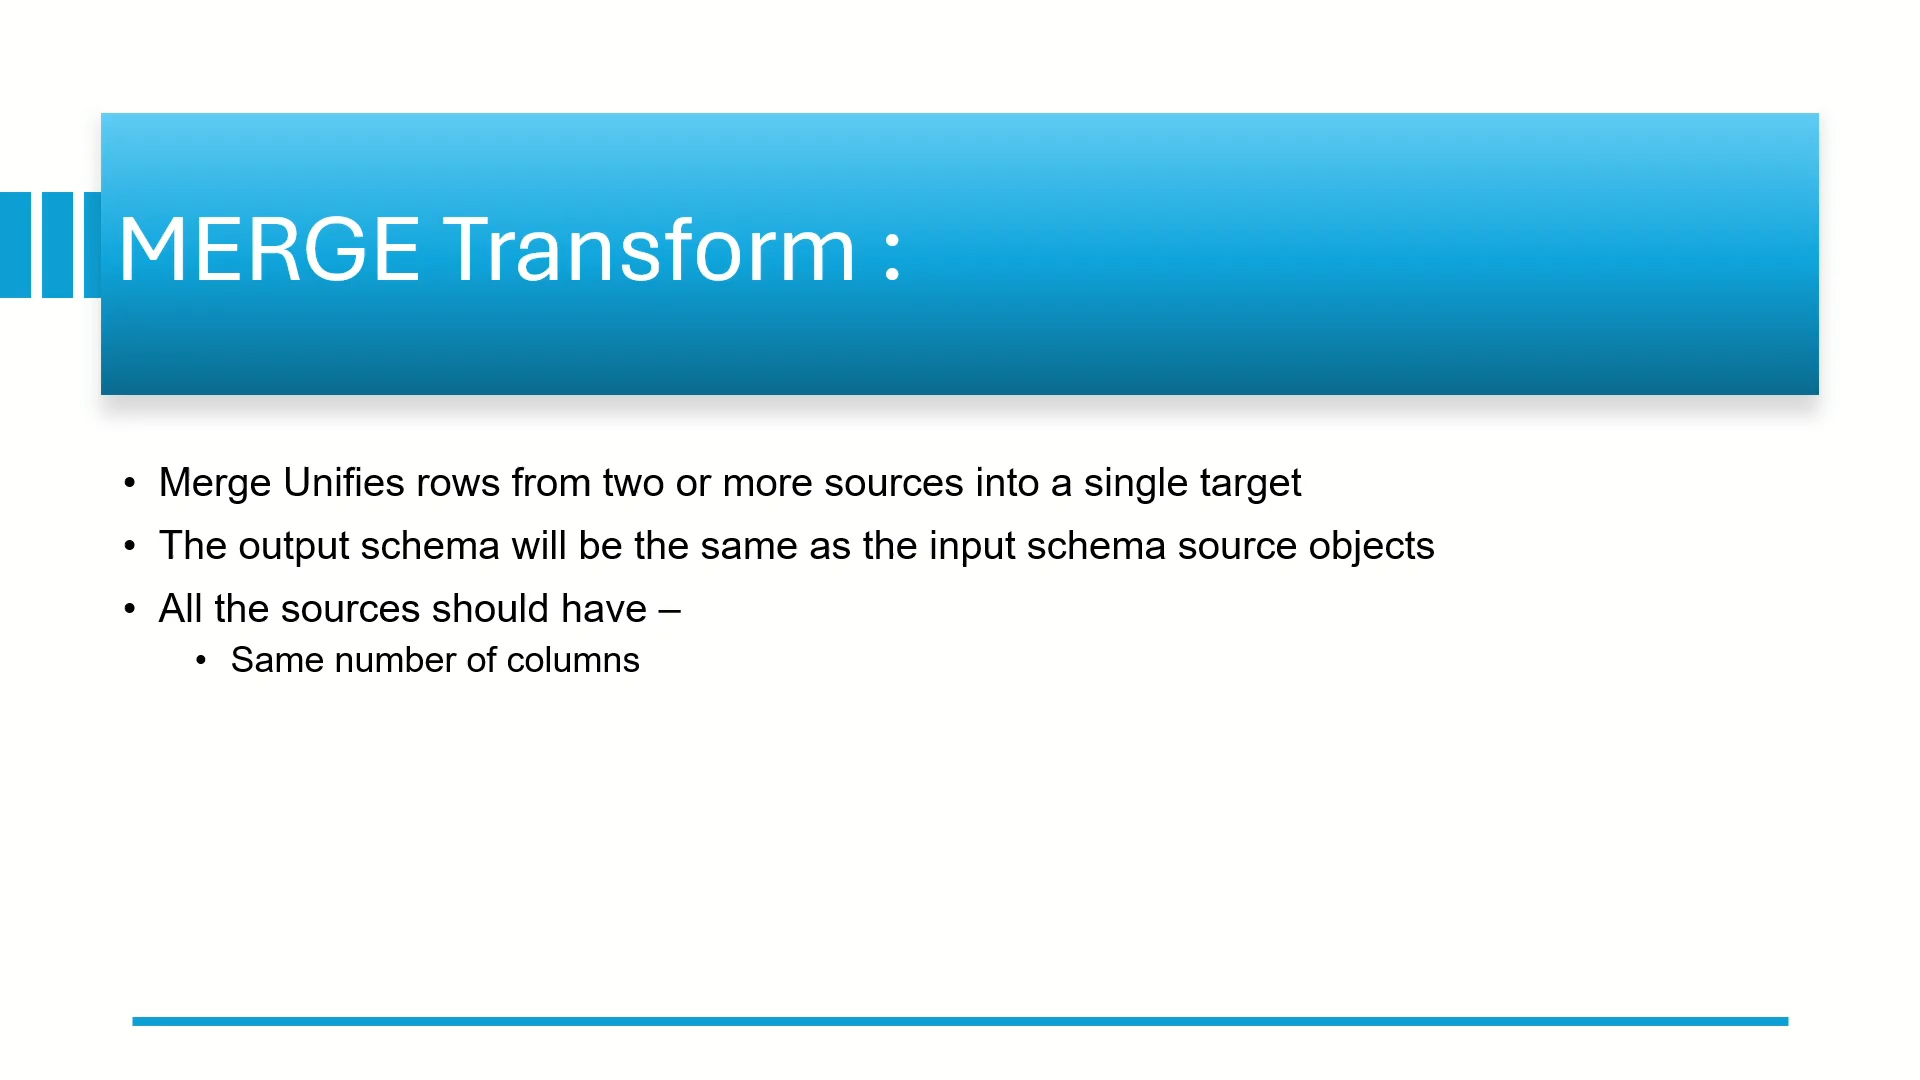 MERGE Transform :
• Merge Unifies rows from two or more sources into a single target
• The output schema will be the same as the input schema source objects
• All the sources should have –
• Same number of columns